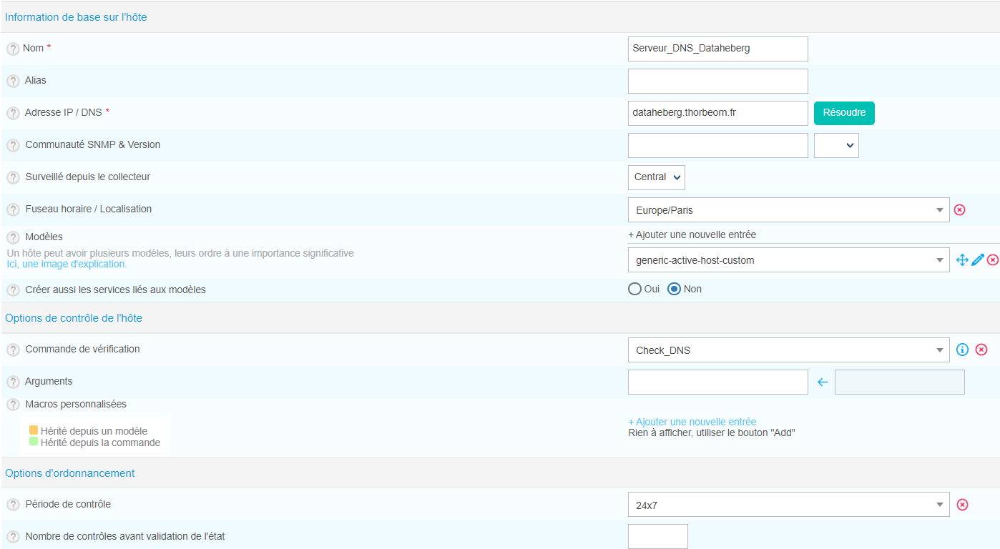 Information de base sur l'hôte
? Nom * Serveur_DNS_Dataheberg
? Alias
? Adresse IP / DNS * dataheberg.thorbeorn.fr Résoudre
? Communauté SNMP & Version
? Surveillé depuis le collecteur Central
? Fuseau horaire / Localisation Europe/Paris
? Modèles + Ajouter une nouvelle entrée
Un hôte peut avoir plusieurs modèles, leurs ordre à une importance significative
Ici, une image d'explication. generic-active-host-custom
? Créer aussi les services liés aux modèles Oui Non
Options de contrôle de l'hôte
? Commande de vérification Check_DNS
? Arguments
? Macros personnalisées
+ Ajouter une nouvelle entrée
Hérité depuis un modèle Rien à afficher, utiliser le bouton "Add"
Hérité depuis la commande
Options d'ordonnancement
? Période de contrôle 24x7
? Nombre de contrôles avant validation de l'état